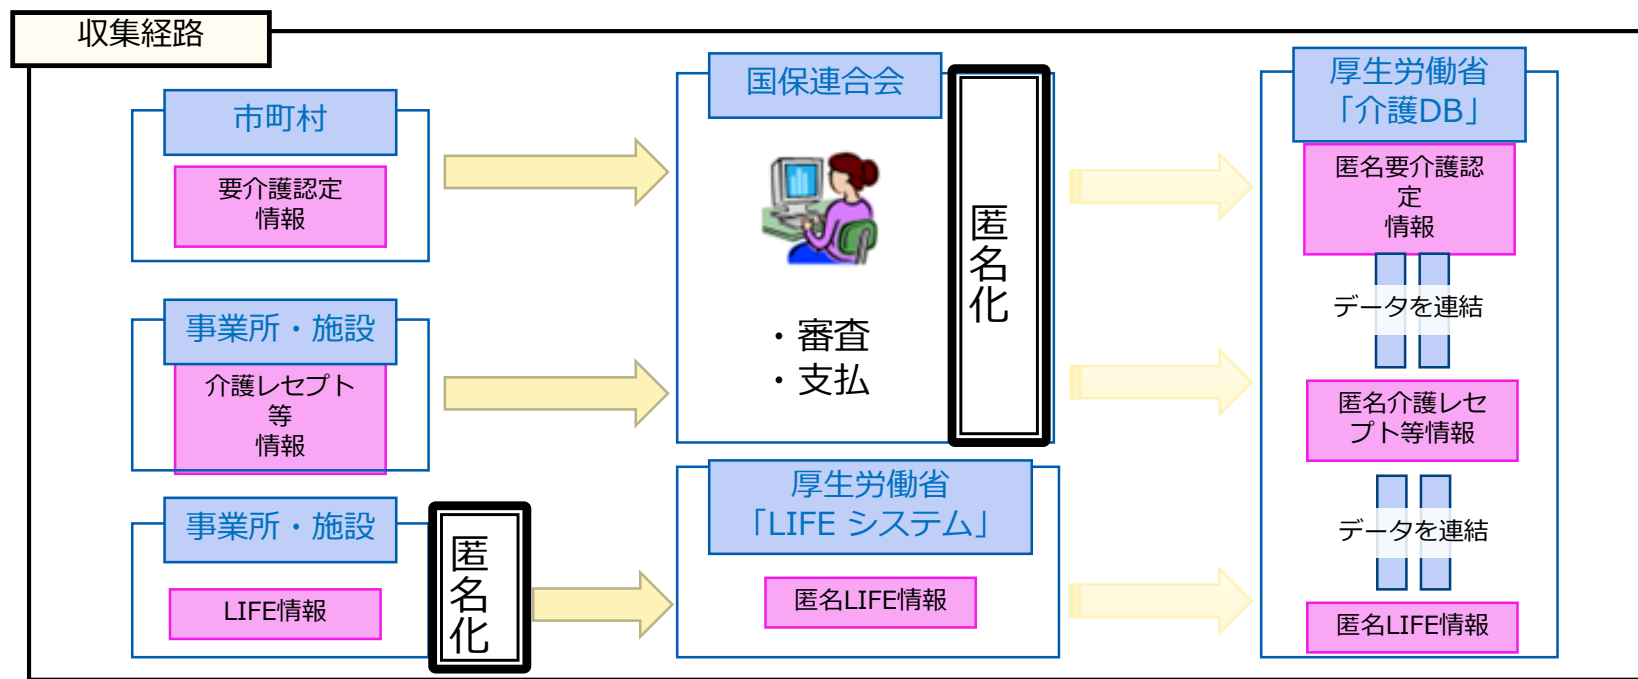 収集経路
市町村
要介護認定
情報
事業所・施設
介護レセプト
等
情報
事業所・施設
LIFE情報
匿名化
国保連合会
・審査
・支払
匿名化
厚生労働省
「LIFE システム」
匿名LIFE情報
厚生労働省
「介護DB」
匿名要介護認
定
情報
データを連結
匿名介護レセ
プト等情報
データを連結
匿名LIFE情報